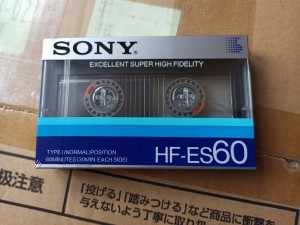 SONY
EXCELLENT SUPER HIGH FIDELITY
TYPE I (NORMAL) POSITION
60MINUTES (30MIN. EACH SIDE)
HF-ES60
扱注意
「投げる」「踏みつける」など商品に衝撃を
与えないよう丁寧に取り扱